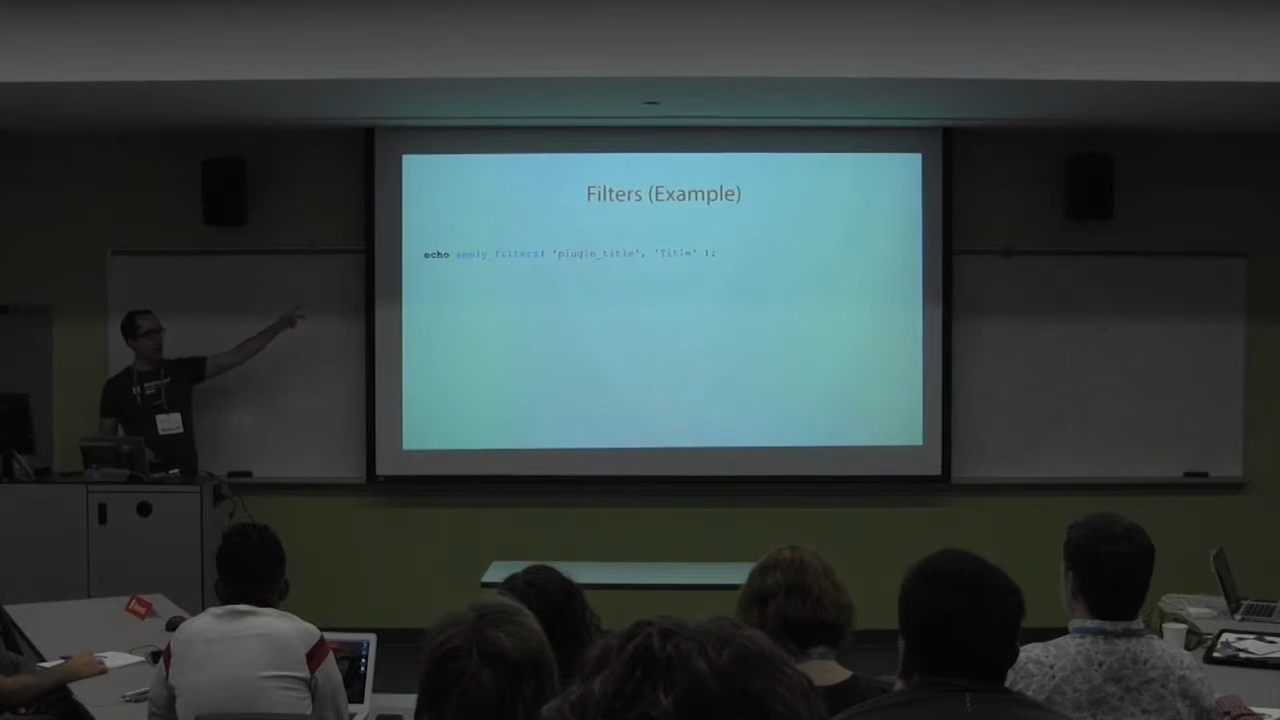 Filters (Example)
echo apply_filters( 'plugin_title', 'Title' );